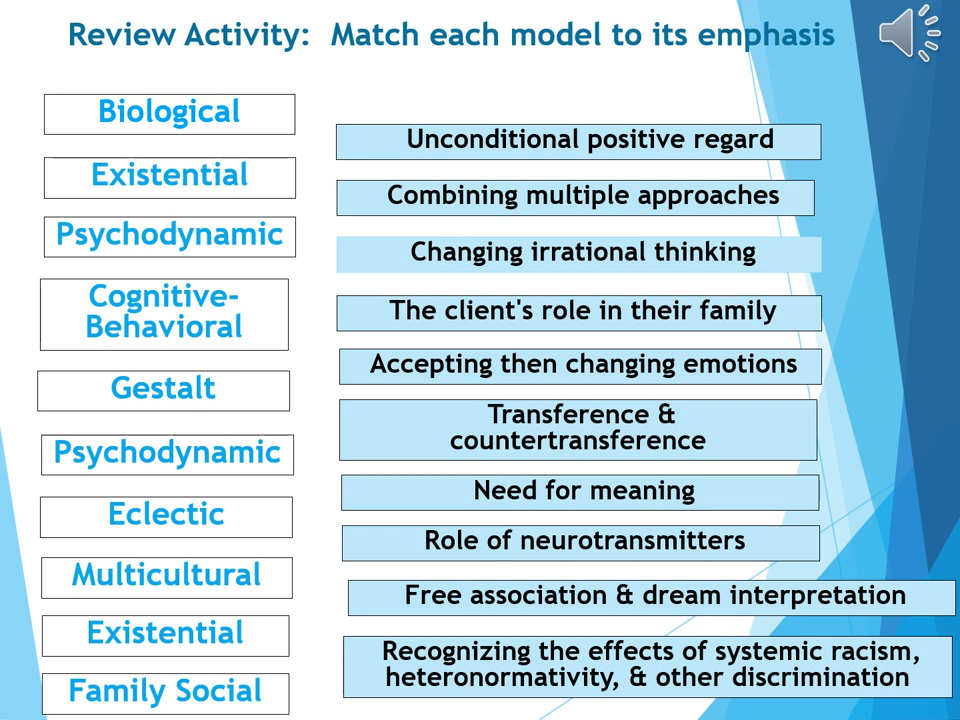 Review Activity:  Match each model to its emphasis
Biological
Existential
Psychodynamic
Cognitive-
Behavioral
Gestalt
Psychodynamic
Eclectic
Multicultural
Existential
Family Social
Unconditional positive regard
Combining multiple approaches
Changing irrational thinking
The client's role in their family
Accepting then changing emotions
Transference &
countertransference
Need for meaning
Role of neurotransmitters
Free association & dream interpretation
Recognizing the effects of systemic racism,
heteronormativity, & other discrimination